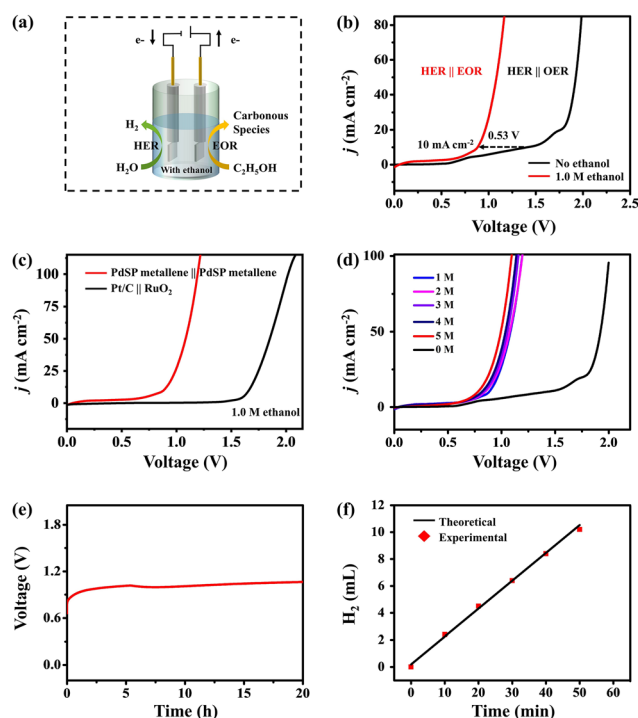 (a)
e-
e-
H₂
Carbonous
Species
HER
EOR
H₂O
With ethanol
C₂H₅OH
(b)
HER || EOR
HER || OER
10 mA cm-2
0.53 V
No ethanol
1.0 M ethanol
j (mA cm⁻²)
80
60
40
20
0
0.0 0.5 1.0 1.5 2.0 2.5
Voltage (V)
(c)
PdSP metallene || PdSP metallene
Pt/C || RuO₂
1.0 M ethanol
j (mA cm⁻²)
100
75
50
25
0
0.0 0.5 1.0 1.5 2.0
Voltage (V)
(d)
1 M
2 M
3 M
4 M
5 M
0 M
j (mA cm⁻²)
100
50
0
0.0 0.5 1.0 1.5 2.0
Voltage (V)
(e)
Voltage (V)
1.8
1.2
0.6
0.0
0 5 10 15 20
Time (h)
(f)
Theoretical
Experimental
H₂ (mL)
12
10
8
6
4
2
0
0 10 20 30 40 50 60
Time (min)